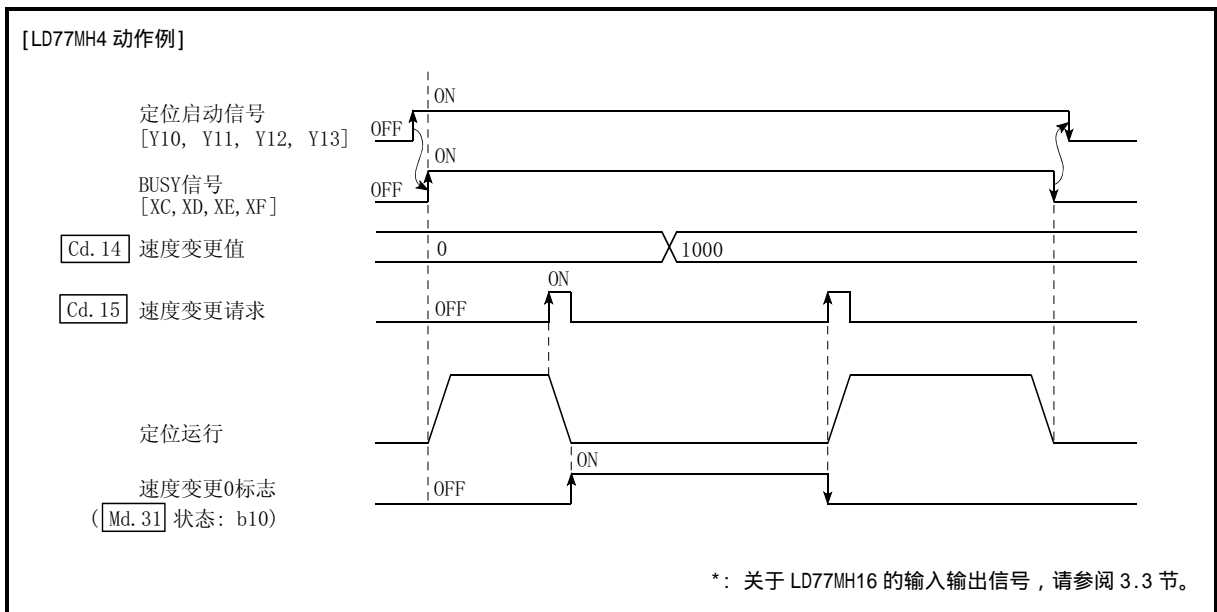 [LD77MH4 动作例]
ON
定位启动信号
[Y10, Y11, Y12, Y13]
OFF
ON
BUSY信号
[XC, XD, XE, XF]
OFF
Cd.14 速度变更值
0
1000
ON
Cd.15 速度变更请求
OFF
定位运行
ON
速度变更0标志
OFF
(Md.31 状态: b10)
*: 关于 LD77MH16 的输入输出信号，请参阅 3.3 节。